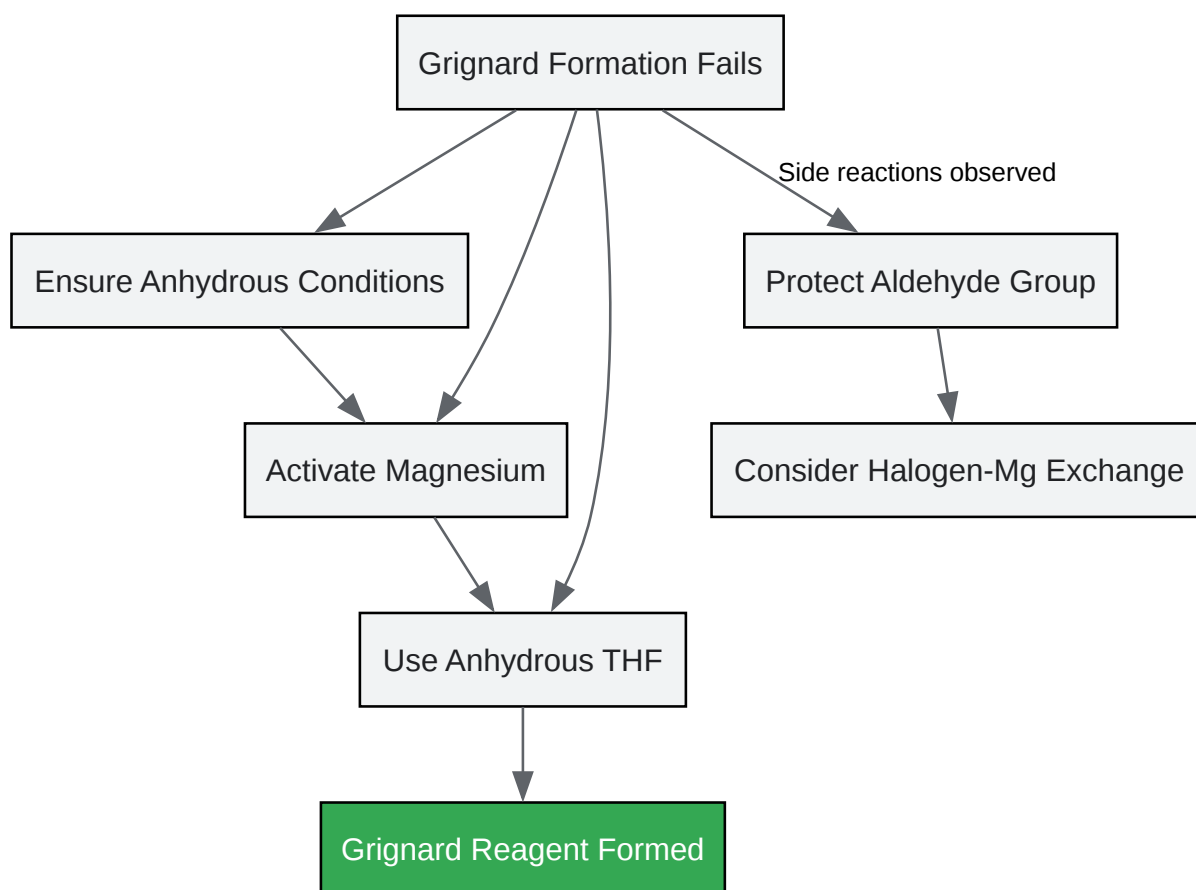 Grignard Formation Fails
Side reactions observed
Ensure Anhydrous Conditions
Protect Aldehyde Group
Activate Magnesium
Consider Halogen-Mg Exchange
Use Anhydrous THF
Grignard Reagent Formed